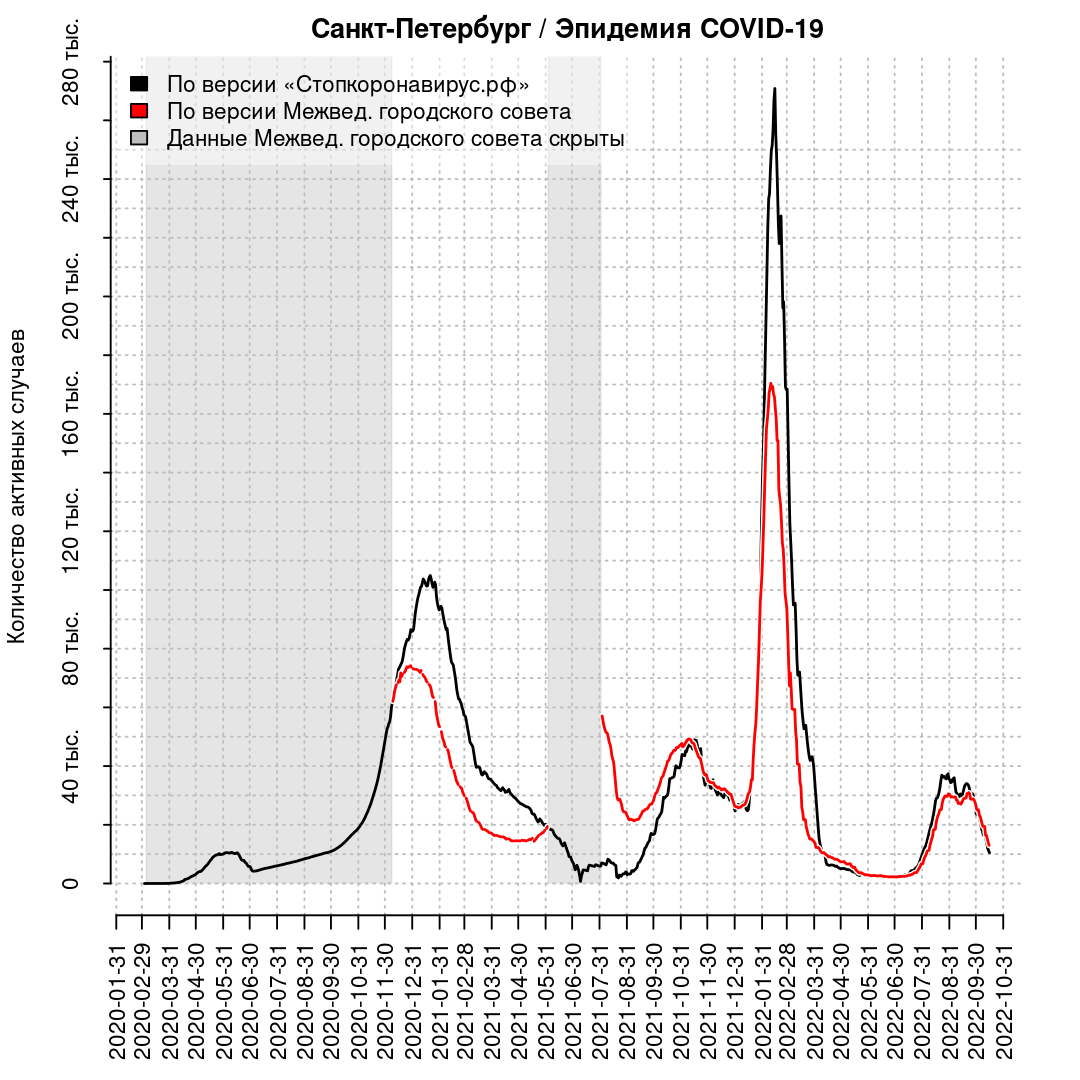 Санкт-Петербург / Эпидемия COVID-19
По версии «Стопкоронавирус.рф»
По версии Межвед. городского совета
Данные Межвед. городского совета скрыты
Количество активных случаев
280 тыс.
240 тыс.
200 тыс.
160 тыс.
120 тыс.
80 тыс.
40 тыс.
0
2020-01-31
2020-02-29
2020-03-31
2020-04-30
2020-05-31
2020-06-30
2020-07-31
2020-08-31
2020-09-30
2020-10-31
2020-11-30
2020-12-31
2021-01-31
2021-02-28
2021-03-31
2021-04-30
2021-05-31
2021-06-30
2021-07-31
2021-08-31
2021-09-30
2021-10-31
2021-11-30
2021-12-31
2022-01-31
2022-02-28
2022-03-31
2022-04-30
2022-05-31
2022-06-30
2022-07-31
2022-08-31
2022-09-30
2022-10-31